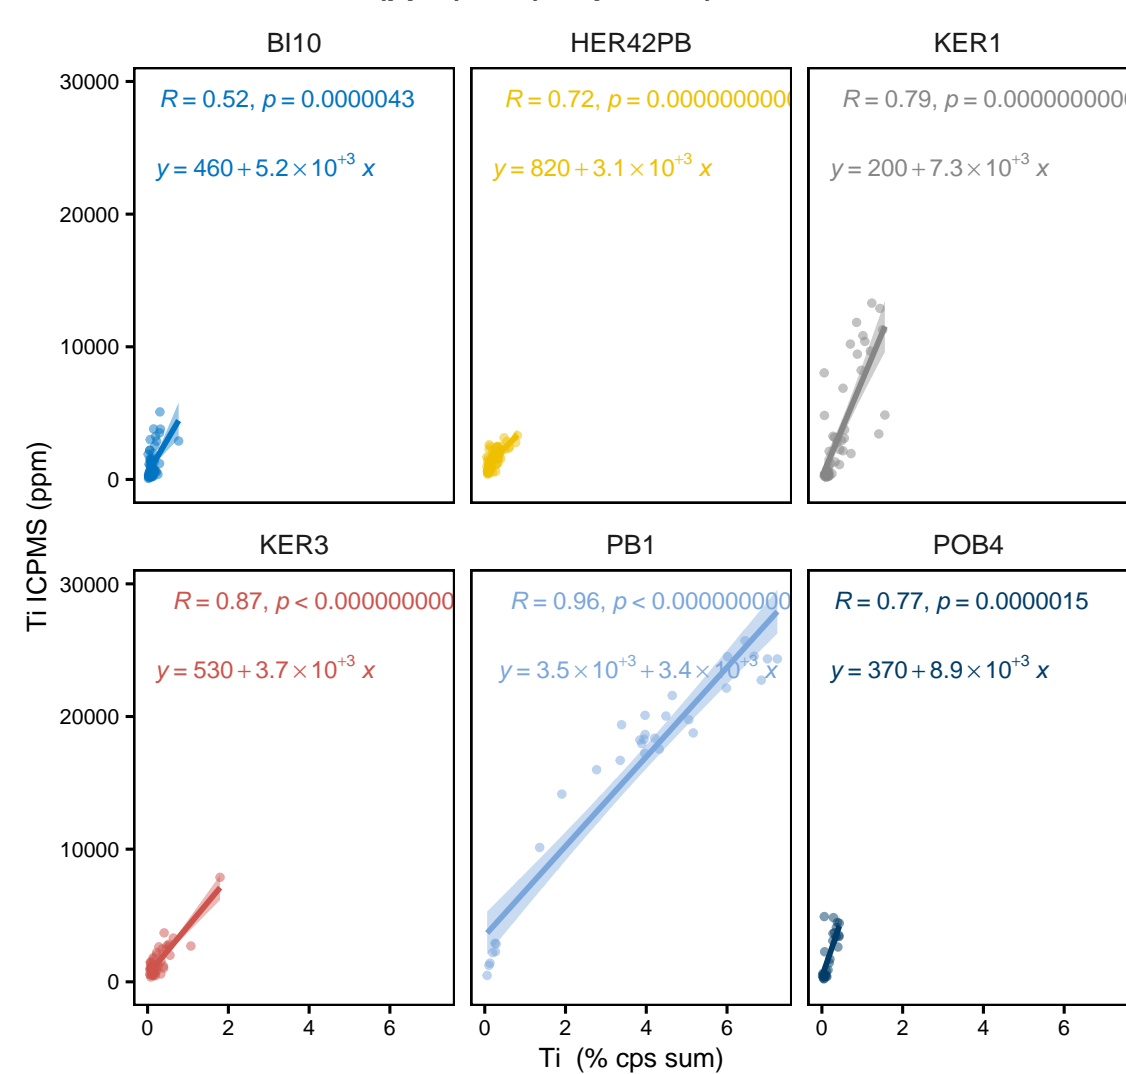 BI10 HER42PB KER1
30000
R = 0.52, p = 0.0000043 R = 0.72, p = 0.0000000000 R = 0.79, p = 0.0000000000
y = 460 + 5.2 × 10⁺³ x y = 820 + 3.1 × 10⁺³ x y = 200 + 7.3 × 10⁺³ x
20000
10000
0
Ti ICPMS (ppm)
KER3 PB1 POB4
30000
R = 0.87, p < 0.000000000 R = 0.96, p < 0.000000000 R = 0.77, p = 0.0000015
y = 530 + 3.7 × 10⁺³ x y = 3.5 × 10⁺³ + 3.4 × 10⁺³ x y = 370 + 8.9 × 10⁺³ x
20000
10000
0
0 2 4 6 0 2 4 6 0 2 4 6
Ti (% cps sum)